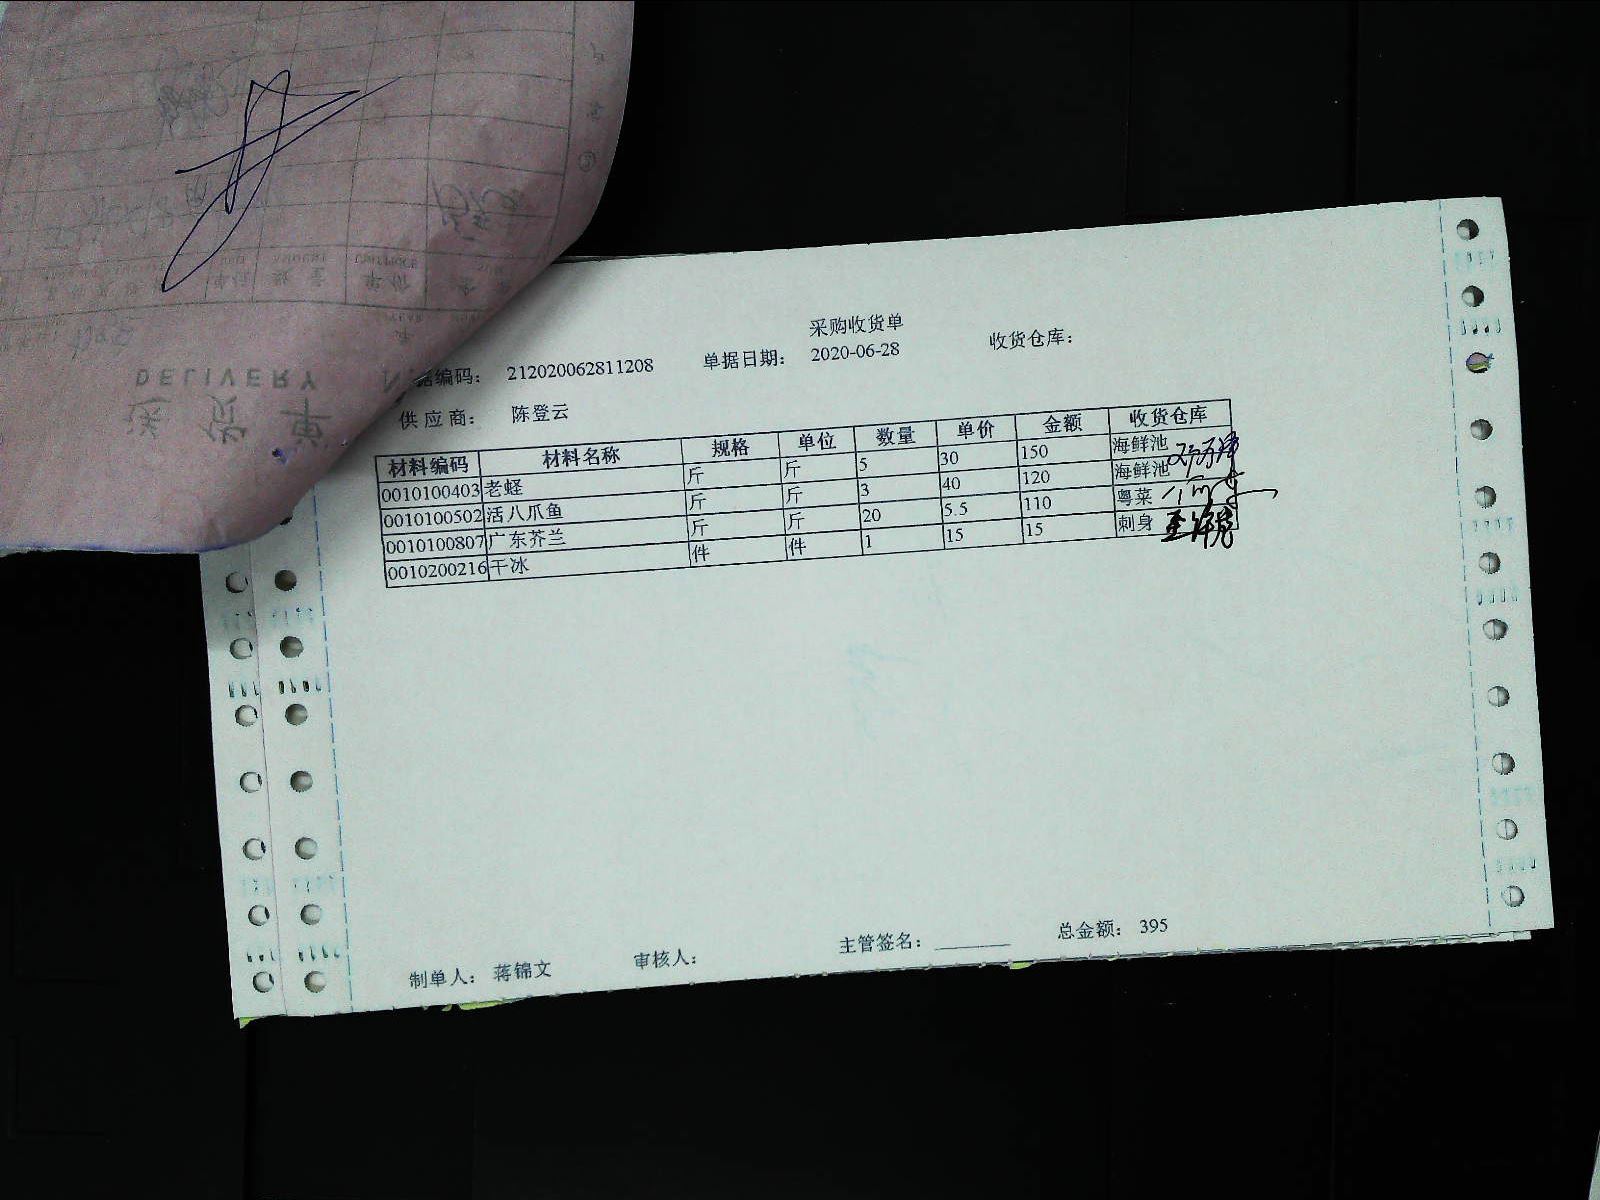 采购收货单
编码： 212020062811208 单据日期： 2020-06-28 收货仓库：
供应商： 陈登云
材料编码 材料名称 规格 单位 数量 单价 金额 收货仓库
0010100403 老蛏 斤 斤 5 30 150 海鲜池
0010100502 活八爪鱼 斤 斤 3 40 120 海鲜池
0010100807 广东芥兰 斤 斤 20 5.5 110 粤菜
0010200216 干冰 件 件 1 15 15 刺身
制单人： 蒋锦文 审核人： 主管签名： 总金额： 395
送货单
DELIVERY